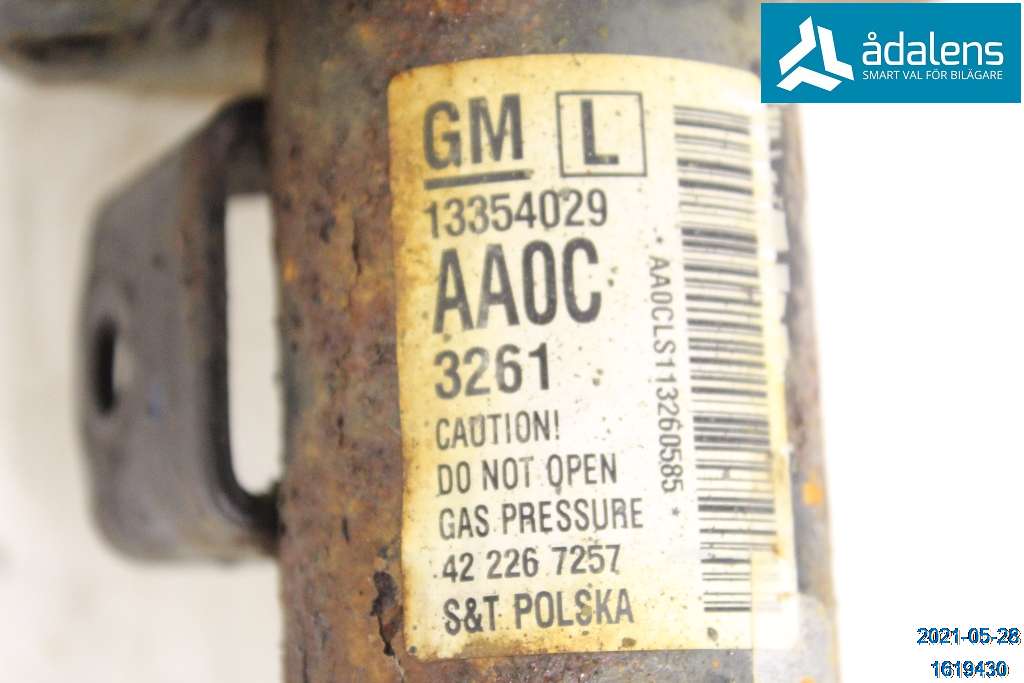 ådalens
SMART VAL FÖR BILÄGARE
GM L
13354029
AA0C
3261
CAUTION!
DO NOT OPEN
GAS PRESSURE
42 226 7257
S&T POLSKA
* AA0CLS113260585 *
2021-05-28
1619430